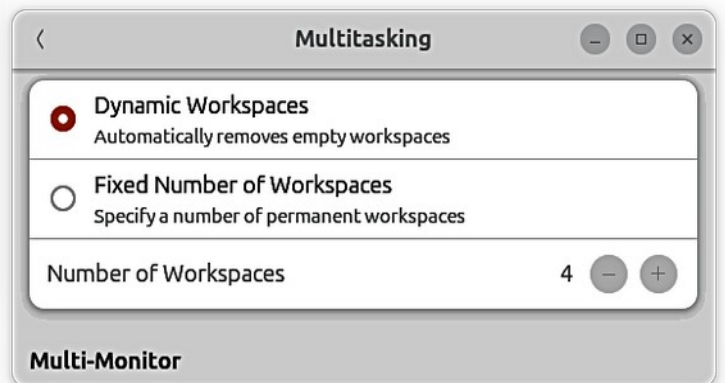 Multitasking
Dynamic Workspaces
Automatically removes empty workspaces
Fixed Number of Workspaces
Specify a number of permanent workspaces
Number of Workspaces 4
Multi-Monitor